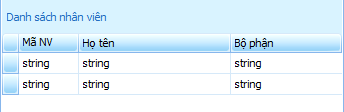 Danh sách nhân viên
Mã NV Họ tên Bộ phận
string string string
string string string